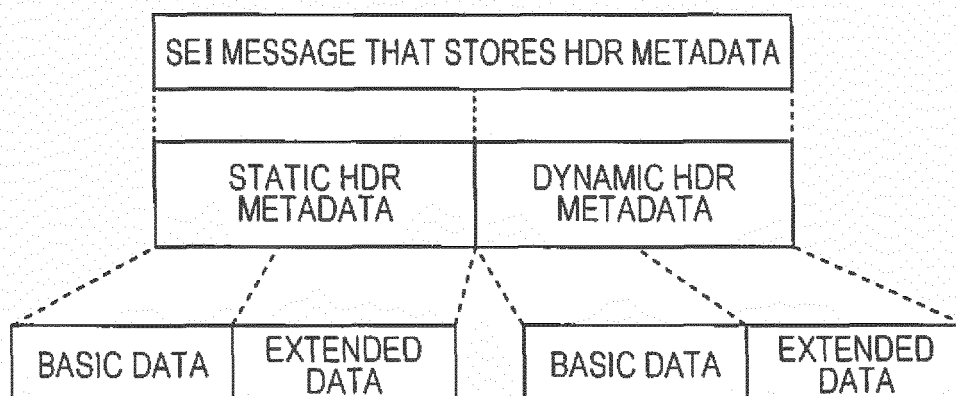 SEI MESSAGE THAT STORES HDR METADATA
STATIC HDR
METADATA
DYNAMIC HDR
METADATA
BASIC DATA
EXTENDED
DATA
BASIC DATA
EXTENDED
DATA